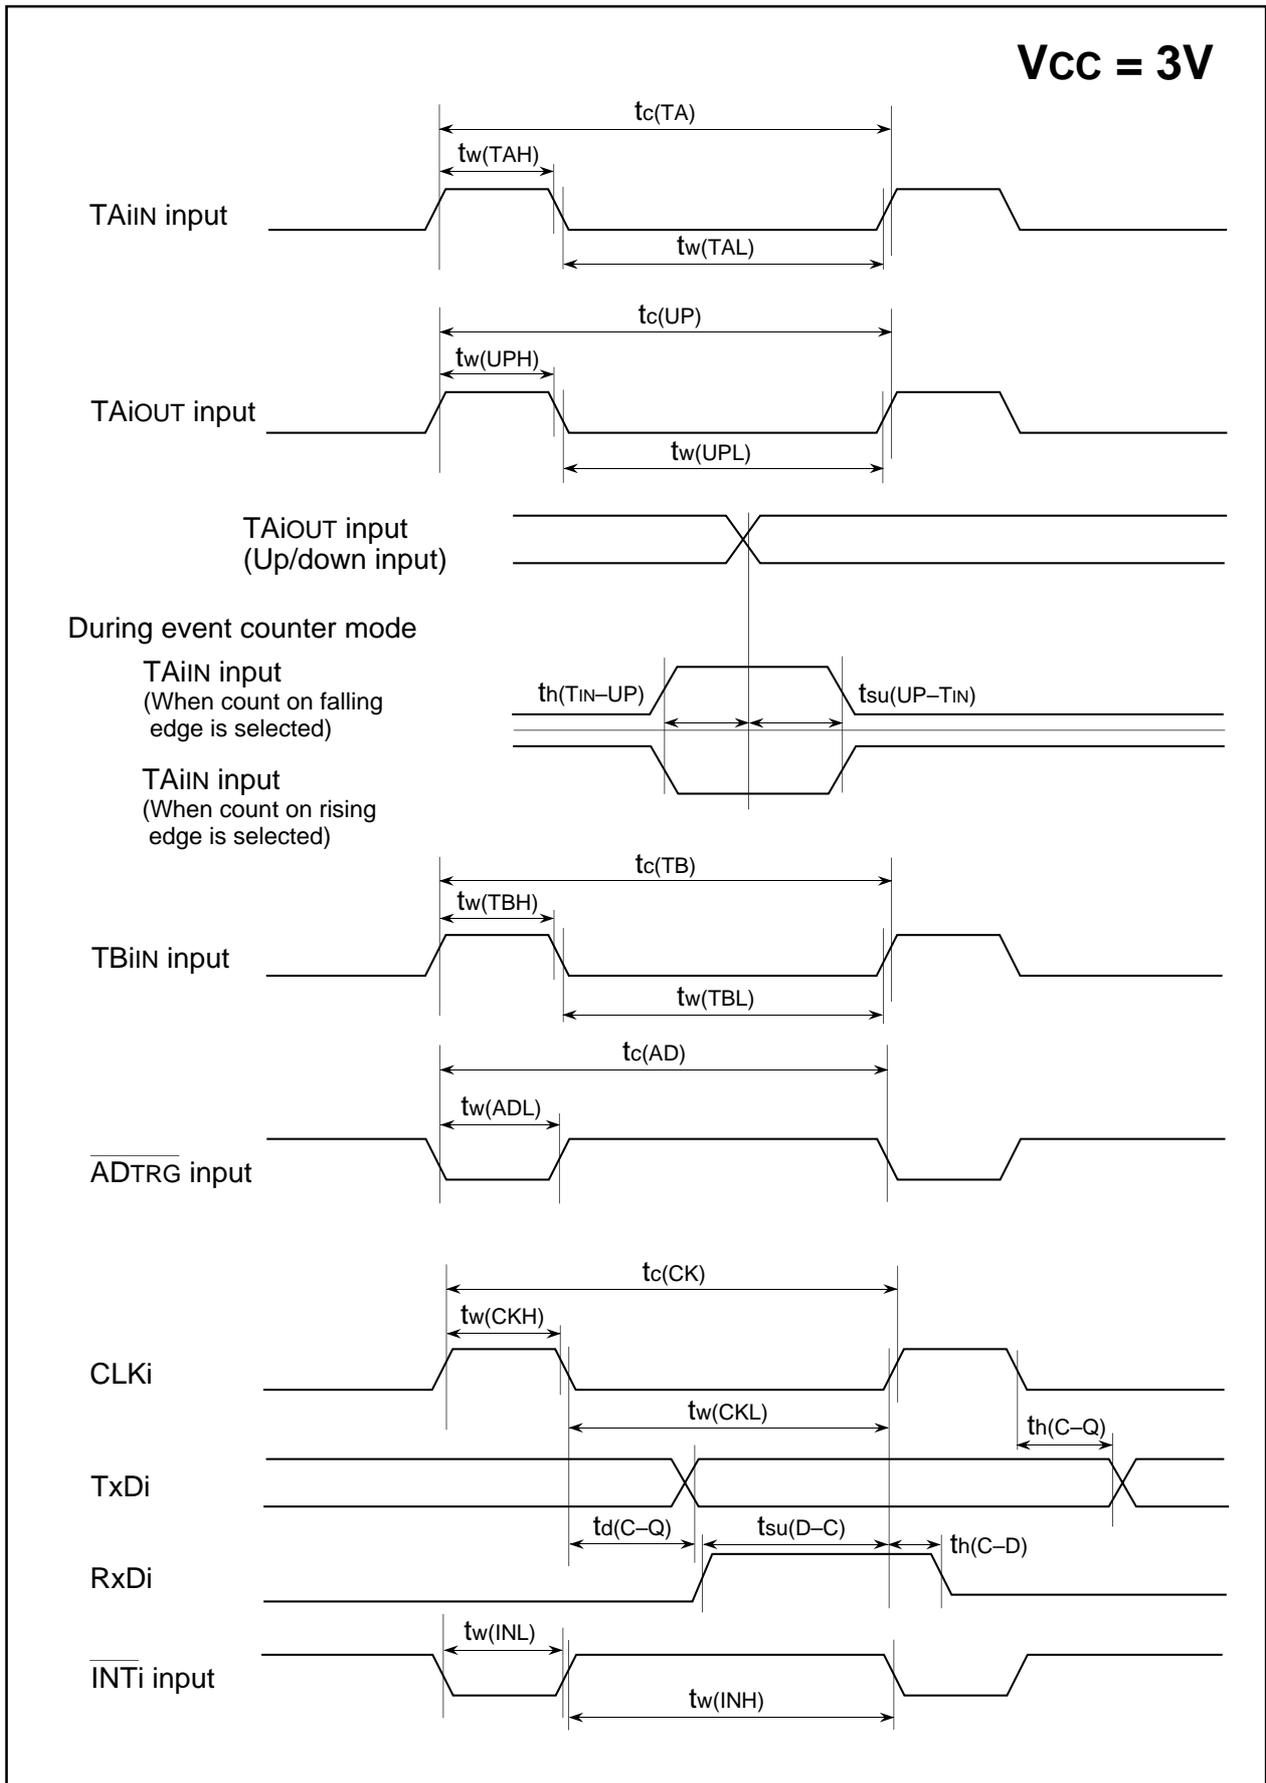 VCC = 3V
tc(TA)
tw(TAH)
TAiIN input
tw(TAL)
tc(UP)
tw(UPH)
TAiOUT input
tw(UPL)
TAiOUT input
(Up/down input)
During event counter mode
TAiIN input
(When count on falling
edge is selected)
th(TIN–UP)
tsu(UP–TIN)
TAiIN input
(When count on rising
edge is selected)
tc(TB)
tw(TBH)
TBiIN input
tw(TBL)
tc(AD)
tw(ADL)
ADTRG input
tc(CK)
tw(CKH)
CLKi
tw(CKL)
th(C–Q)
TxDi
td(C–Q)
tsu(D–C)
th(C–D)
RxDi
tw(INL)
INTi input
tw(INH)